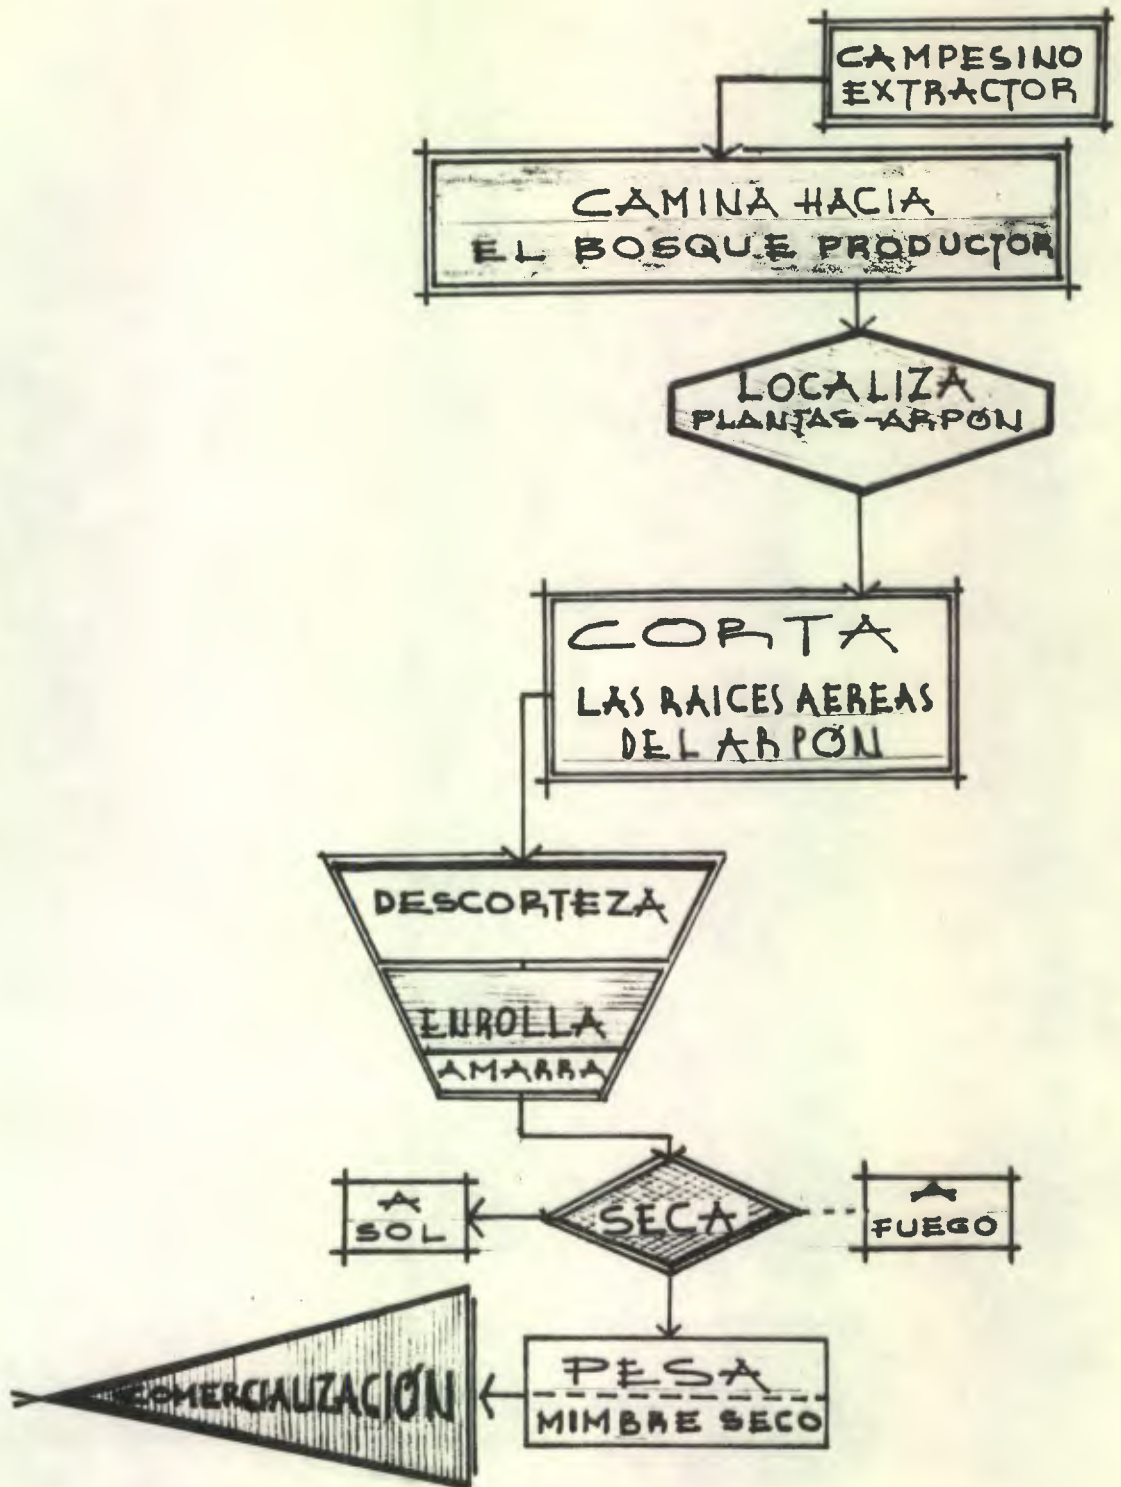 CAMPESINO
EXTRACTOR
CAMINA HACIA
EL BOSQUE PRODUCTOR
LOCALIZA
PLANTAS-ARPÓN
CORTA
LAS RAICES AEREAS
DEL ARPÓN
DESCORTEZA
ENROLLA
AMARRA
SECA
A
SOL
A
FUEGO
PESA
MIMBRE SECO
COMERCIALIZACIÓN